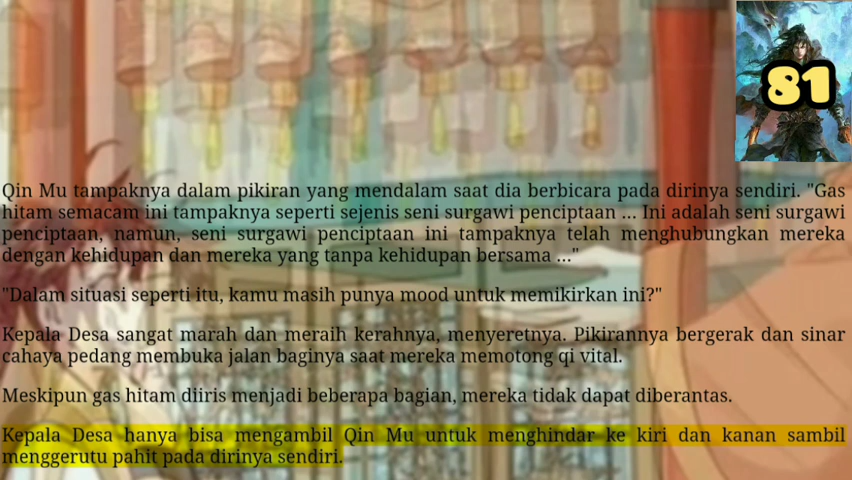 81
Qin Mu tampaknya dalam pikiran yang mendalam saat dia berbicara pada dirinya sendiri. "Gas
hitam semacam ini tampaknya seperti sejenis seni surgawi penciptaan ... Ini adalah seni surgawi
penciptaan, namun, seni surgawi penciptaan ini tampaknya telah menghubungkan mereka
dengan kehidupan dan mereka yang tanpa kehidupan bersama ..."
"Dalam situasi seperti itu, kamu masih punya mood untuk memikirkan ini?"
Kepala Desa sangat marah dan meraih kerahnya, menyeretnya. Pikirannya bergerak dan sinar
cahaya pedang membuka jalan baginya saat mereka memotong qi vital.
Meskipun gas hitam diiris menjadi beberapa bagian, mereka tidak dapat diberantas.
Kepala Desa hanya bisa mengambil Qin Mu untuk menghindar ke kiri dan kanan sambil
menggerutu pahit pada dirinya sendiri.